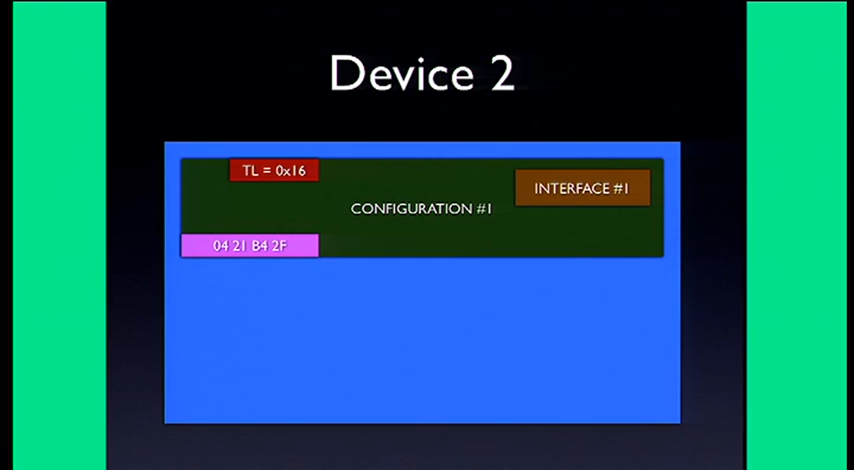 Device 2
TL = 0x16
INTERFACE #1
CONFIGURATION #1
04 21 B4 2F